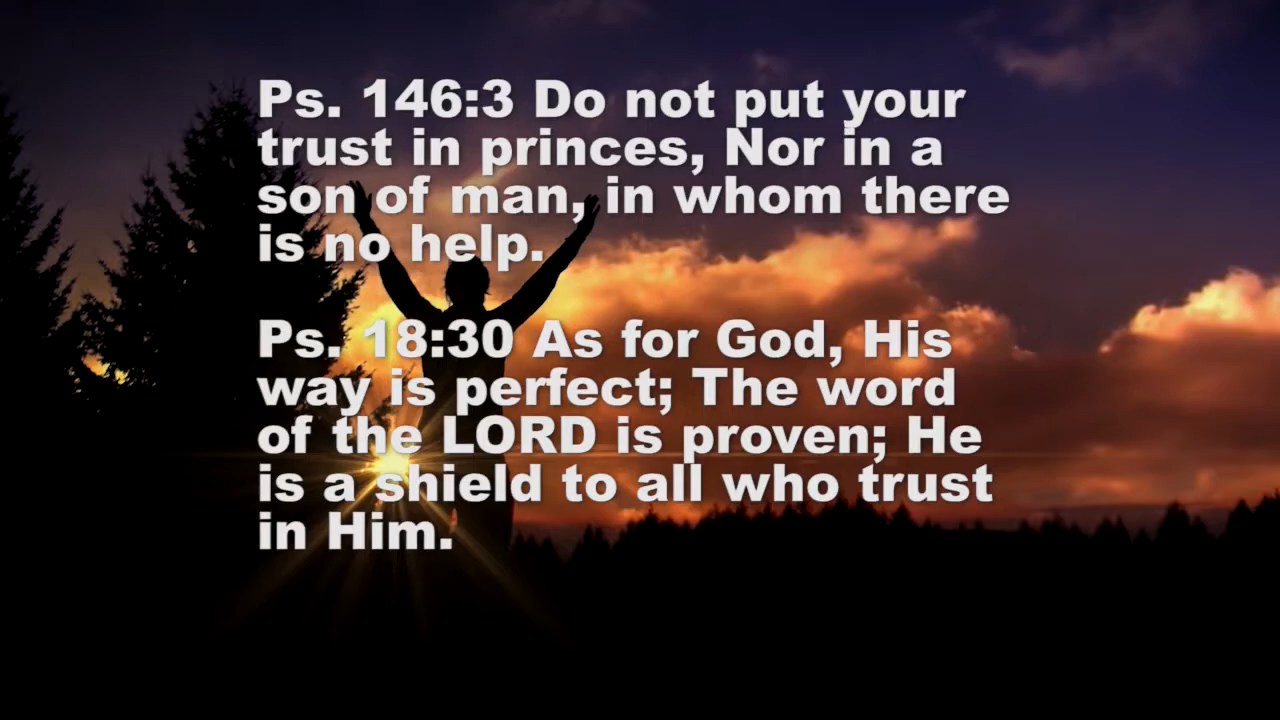 Ps. 146:3 Do not put your
trust in princes, Nor in a
son of man, in whom there
is no help.
Ps. 18:30 As for God, His
way is perfect; The word
of the LORD is proven; He
is a shield to all who trust
in Him.